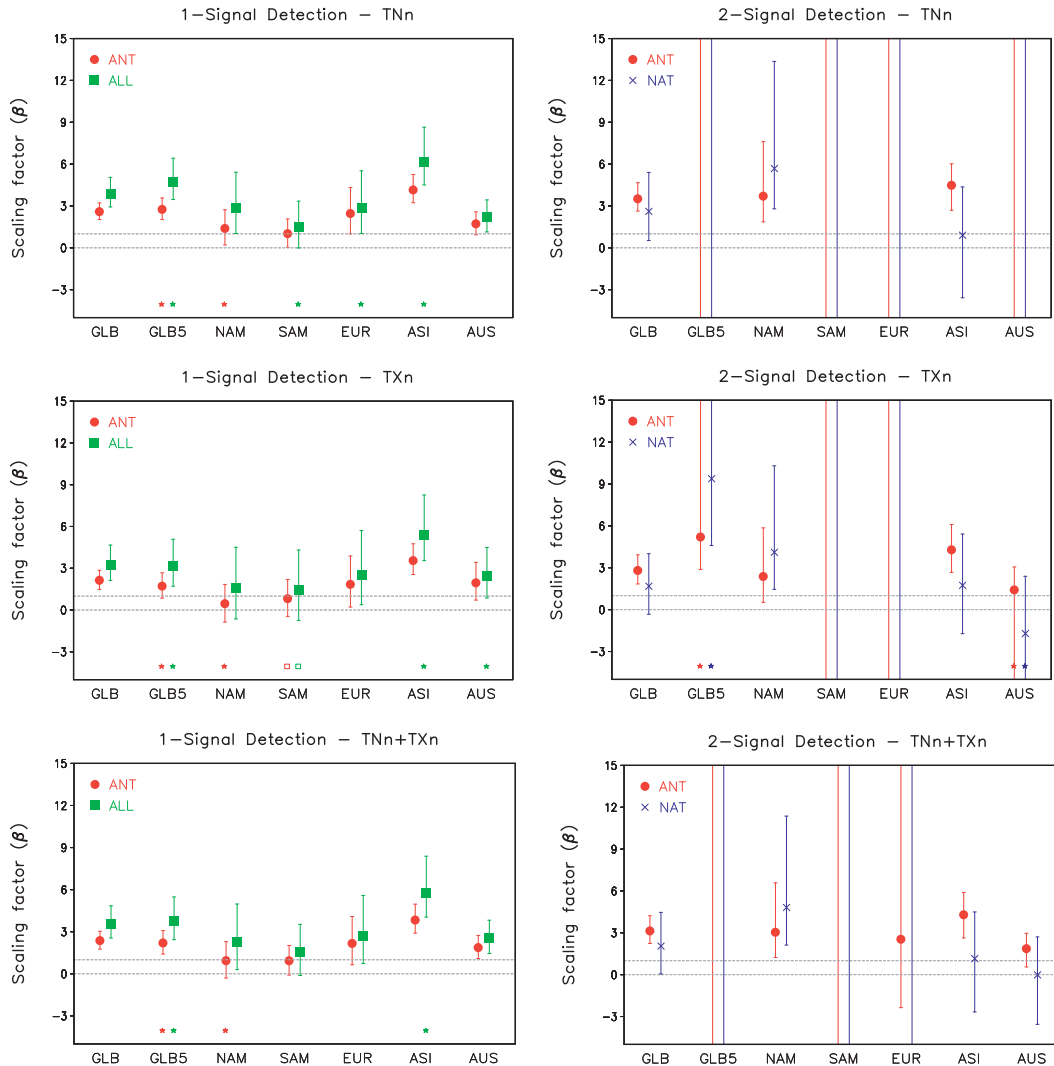 1−Signal Detection − TNn
Scaling factor (β)
15
12
9
6
3
0
−3
ANT
ALL
GLB GLB5 NAM SAM EUR ASI AUS
2−Signal Detection − TNn
Scaling factor (β)
15
12
9
6
3
0
−3
ANT
NAT
GLB GLB5 NAM SAM EUR ASI AUS
1−Signal Detection − TXn
Scaling factor (β)
15
12
9
6
3
0
−3
ANT
ALL
GLB GLB5 NAM SAM EUR ASI AUS
2−Signal Detection − TXn
Scaling factor (β)
15
12
9
6
3
0
−3
ANT
NAT
GLB GLB5 NAM SAM EUR ASI AUS
1−Signal Detection − TNn+TXn
Scaling factor (β)
15
12
9
6
3
0
−3
ANT
ALL
GLB GLB5 NAM SAM EUR ASI AUS
2−Signal Detection − TNn+TXn
Scaling factor (β)
15
12
9
6
3
0
−3
ANT
NAT
GLB GLB5 NAM SAM EUR ASI AUS